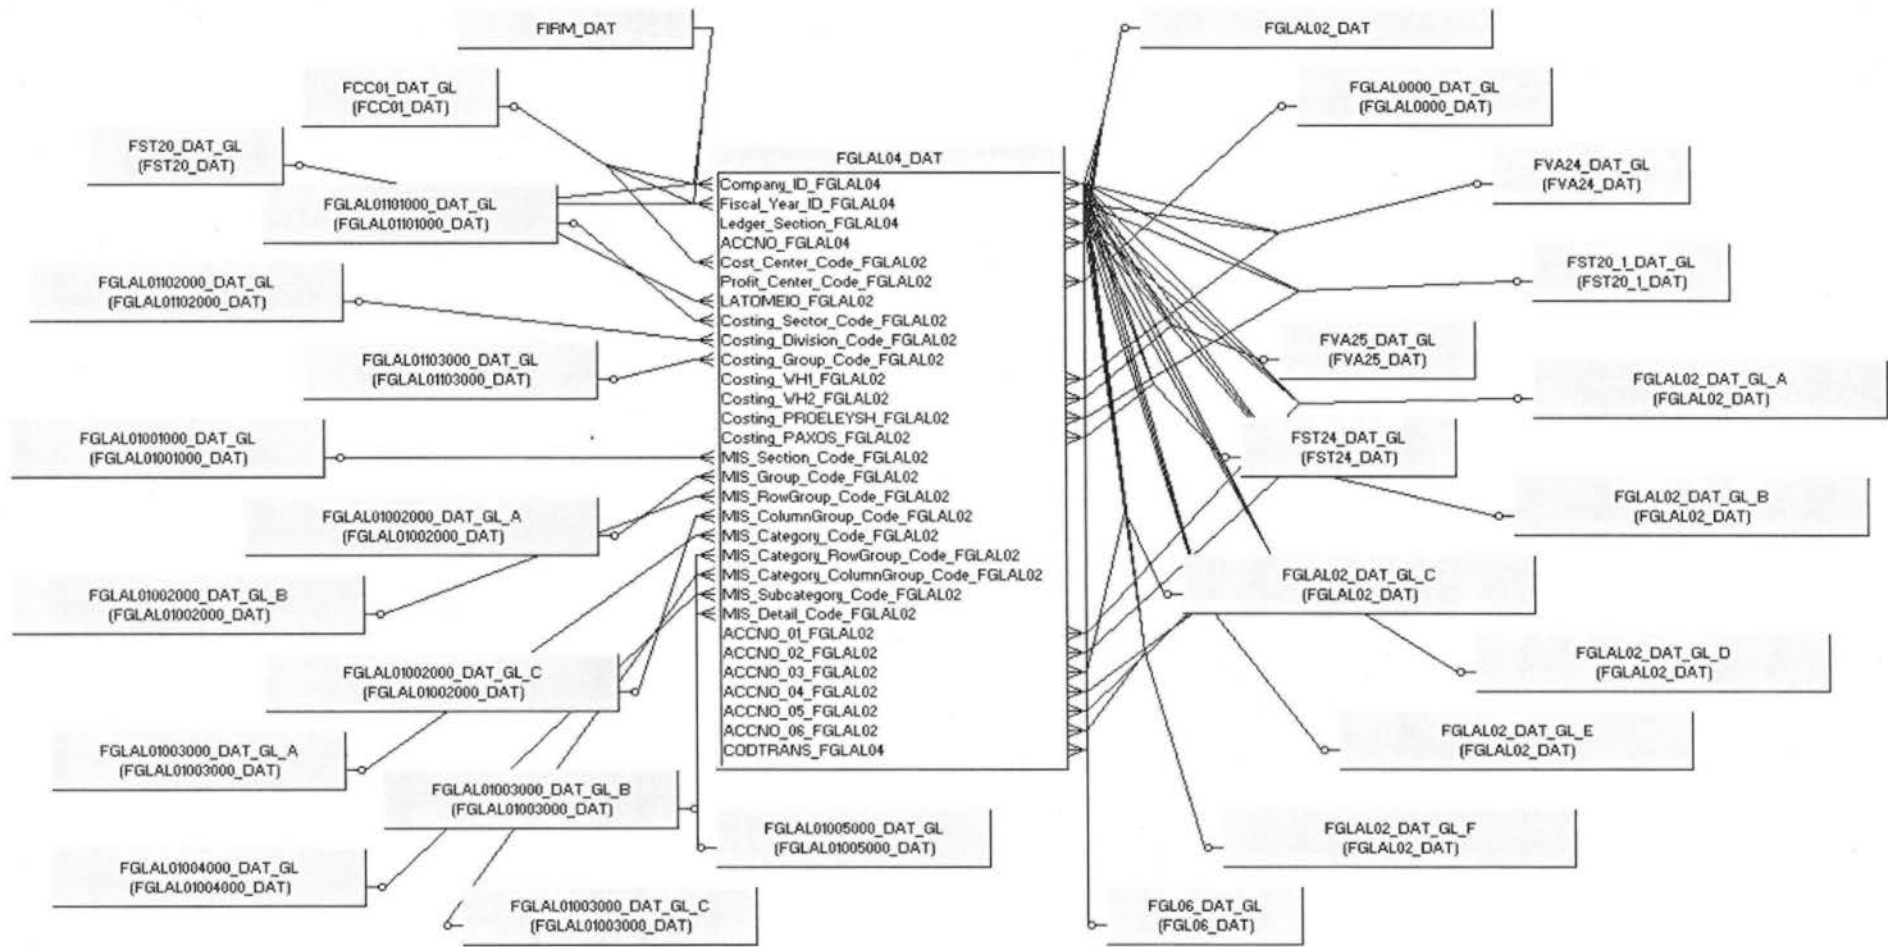 FIRM_DAT
FCC01_DAT_GL
(FCC01_DAT)
FST20_DAT_GL
(FST20_DAT)
FGLAL01101000_DAT_GL
(FGLAL01101000_DAT)
FGLAL01102000_DAT_GL
(FGLAL01102000_DAT)
FGLAL01103000_DAT_GL
(FGLAL01103000_DAT)
FGLAL01001000_DAT_GL
(FGLAL01001000_DAT)
FGLAL01002000_DAT_GL_A
(FGLAL01002000_DAT)
FGLAL01002000_DAT_GL_B
(FGLAL01002000_DAT)
FGLAL01002000_DAT_GL_C
(FGLAL01002000_DAT)
FGLAL01003000_DAT_GL_A
(FGLAL01003000_DAT)
FGLAL01003000_DAT_GL_B
(FGLAL01003000_DAT)
FGLAL01004000_DAT_GL
(FGLAL01004000_DAT)
FGLAL01003000_DAT_GL_C
(FGLAL01003000_DAT)
FGLAL01005000_DAT_GL
(FGLAL01005000_DAT)
FGLAL04_DAT
Company_ID_FGLAL04
Fiscal_Year_ID_FGLAL04
Ledger_Section_FGLAL04
ACCNO_FGLAL04
Cost_Center_Code_FGLAL02
Profit_Center_Code_FGLAL02
LATOMEIO_FGLAL02
Costing_Sector_Code_FGLAL02
Costing_Division_Code_FGLAL02
Costing_Group_Code_FGLAL02
Costing_WH1_FGLAL02
Costing_WH2_FGLAL02
Costing_PROELEYSH_FGLAL02
Costing_PAXOS_FGLAL02
MIS_Section_Code_FGLAL02
MIS_Group_Code_FGLAL02
MIS_RowGroup_Code_FGLAL02
MIS_ColumnGroup_Code_FGLAL02
MIS_Category_Code_FGLAL02
MIS_Category_RowGroup_Code_FGLAL02
MIS_Category_ColumnGroup_Code_FGLAL02
MIS_Subcategory_Code_FGLAL02
MIS_Detail_Code_FGLAL02
ACCNO_01_FGLAL02
ACCNO_02_FGLAL02
ACCNO_03_FGLAL02
ACCNO_04_FGLAL02
ACCNO_05_FGLAL02
ACCNO_06_FGLAL02
CODTRANS_FGLAL04
FGLAL02_DAT
FGLAL0000_DAT_GL
(FGLAL0000_DAT)
FVA24_DAT_GL
(FVA24_DAT)
FST20_1_DAT_GL
(FST20_1_DAT)
FVA25_DAT_GL
(FVA25_DAT)
FGLAL02_DAT_GL_A
(FGLAL02_DAT)
FST24_DAT_GL
(FST24_DAT)
FGLAL02_DAT_GL_B
(FGLAL02_DAT)
FGLAL02_DAT_GL_C
(FGLAL02_DAT)
FGLAL02_DAT_GL_D
(FGLAL02_DAT)
FGLAL02_DAT_GL_E
(FGLAL02_DAT)
FGLAL02_DAT_GL_F
(FGLAL02_DAT)
FGL06_DAT_GL
(FGL06_DAT)